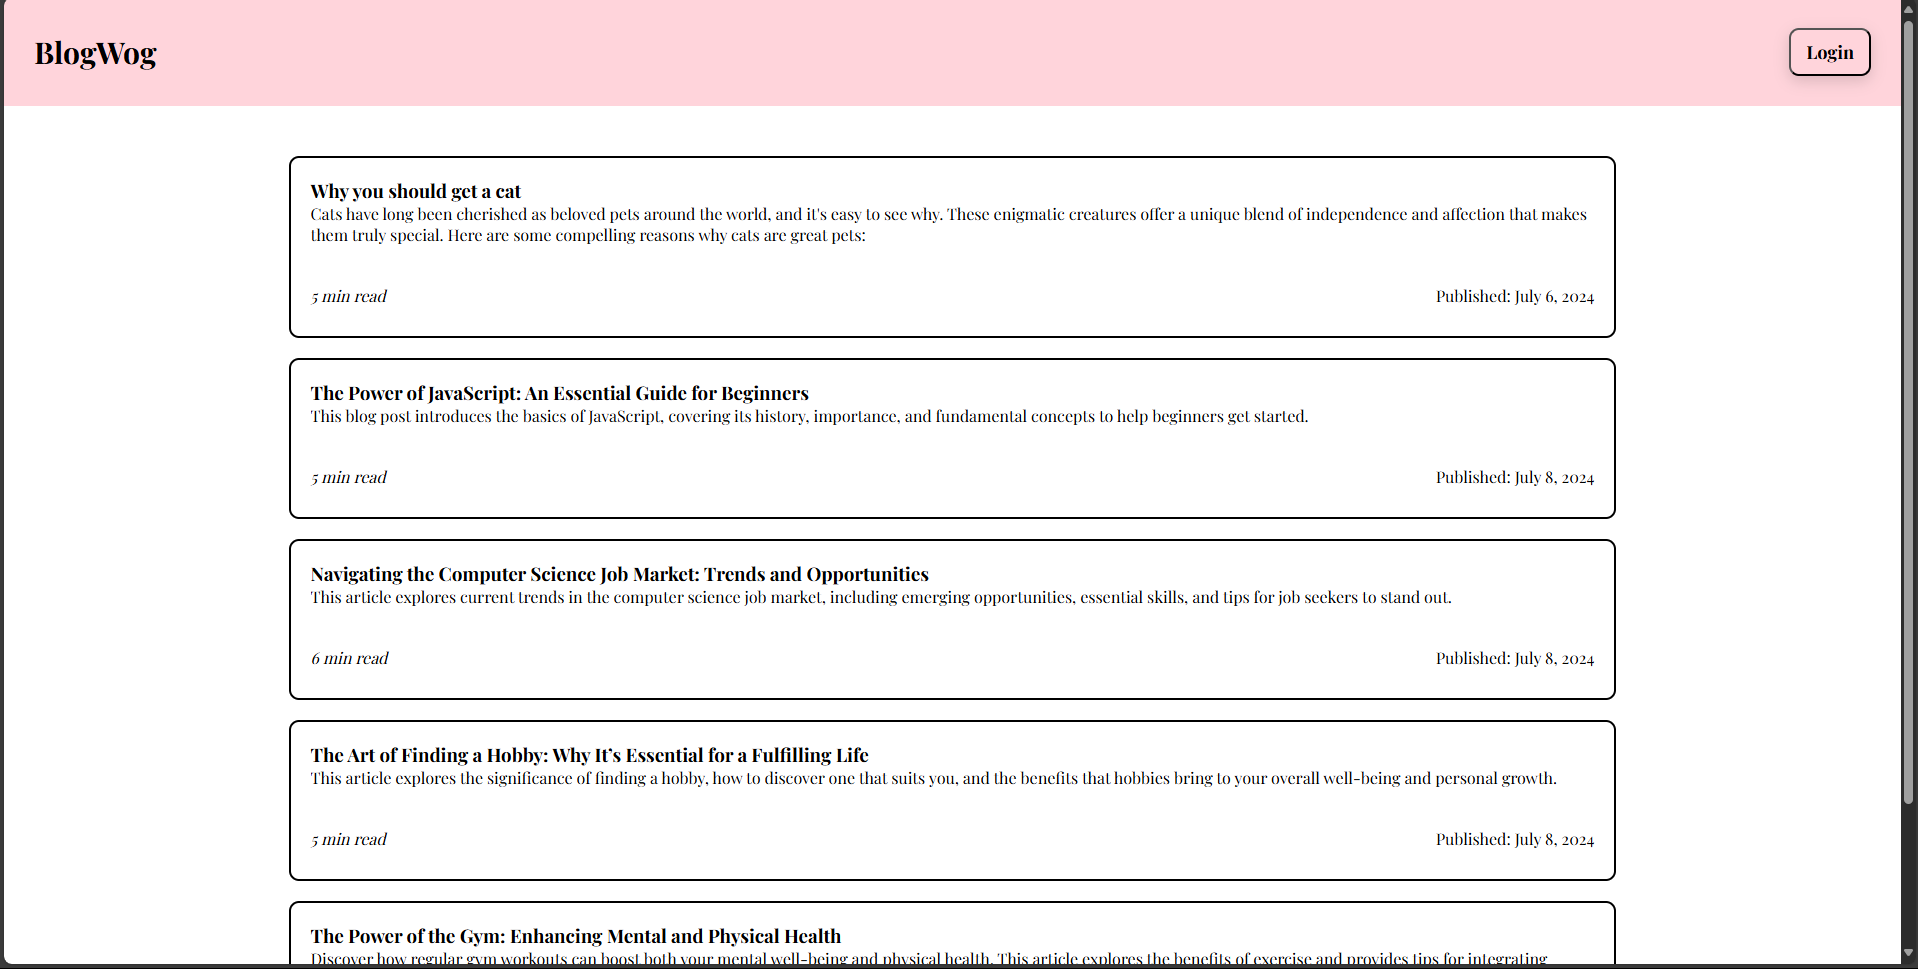 BlogWog
Login
Why you should get a cat
Cats have long been cherished as beloved pets around the world, and it's easy to see why. These enigmatic creatures offer a unique blend of independence and affection that makes
them truly special. Here are some compelling reasons why cats are great pets:
5 min read
Published: July 6, 2024
The Power of JavaScript: An Essential Guide for Beginners
This blog post introduces the basics of JavaScript, covering its history, importance, and fundamental concepts to help beginners get started.
5 min read
Published: July 8, 2024
Navigating the Computer Science Job Market: Trends and Opportunities
This article explores current trends in the computer science job market, including emerging opportunities, essential skills, and tips for job seekers to stand out.
6 min read
Published: July 8, 2024
The Art of Finding a Hobby: Why It’s Essential for a Fulfilling Life
This article explores the significance of finding a hobby, how to discover one that suits you, and the benefits that hobbies bring to your overall well-being and personal growth.
5 min read
Published: July 8, 2024
The Power of the Gym: Enhancing Mental and Physical Health
Discover how regular gym workouts can boost both your mental well-being and physical health. This article explores the benefits of exercise and provides tips for integrating